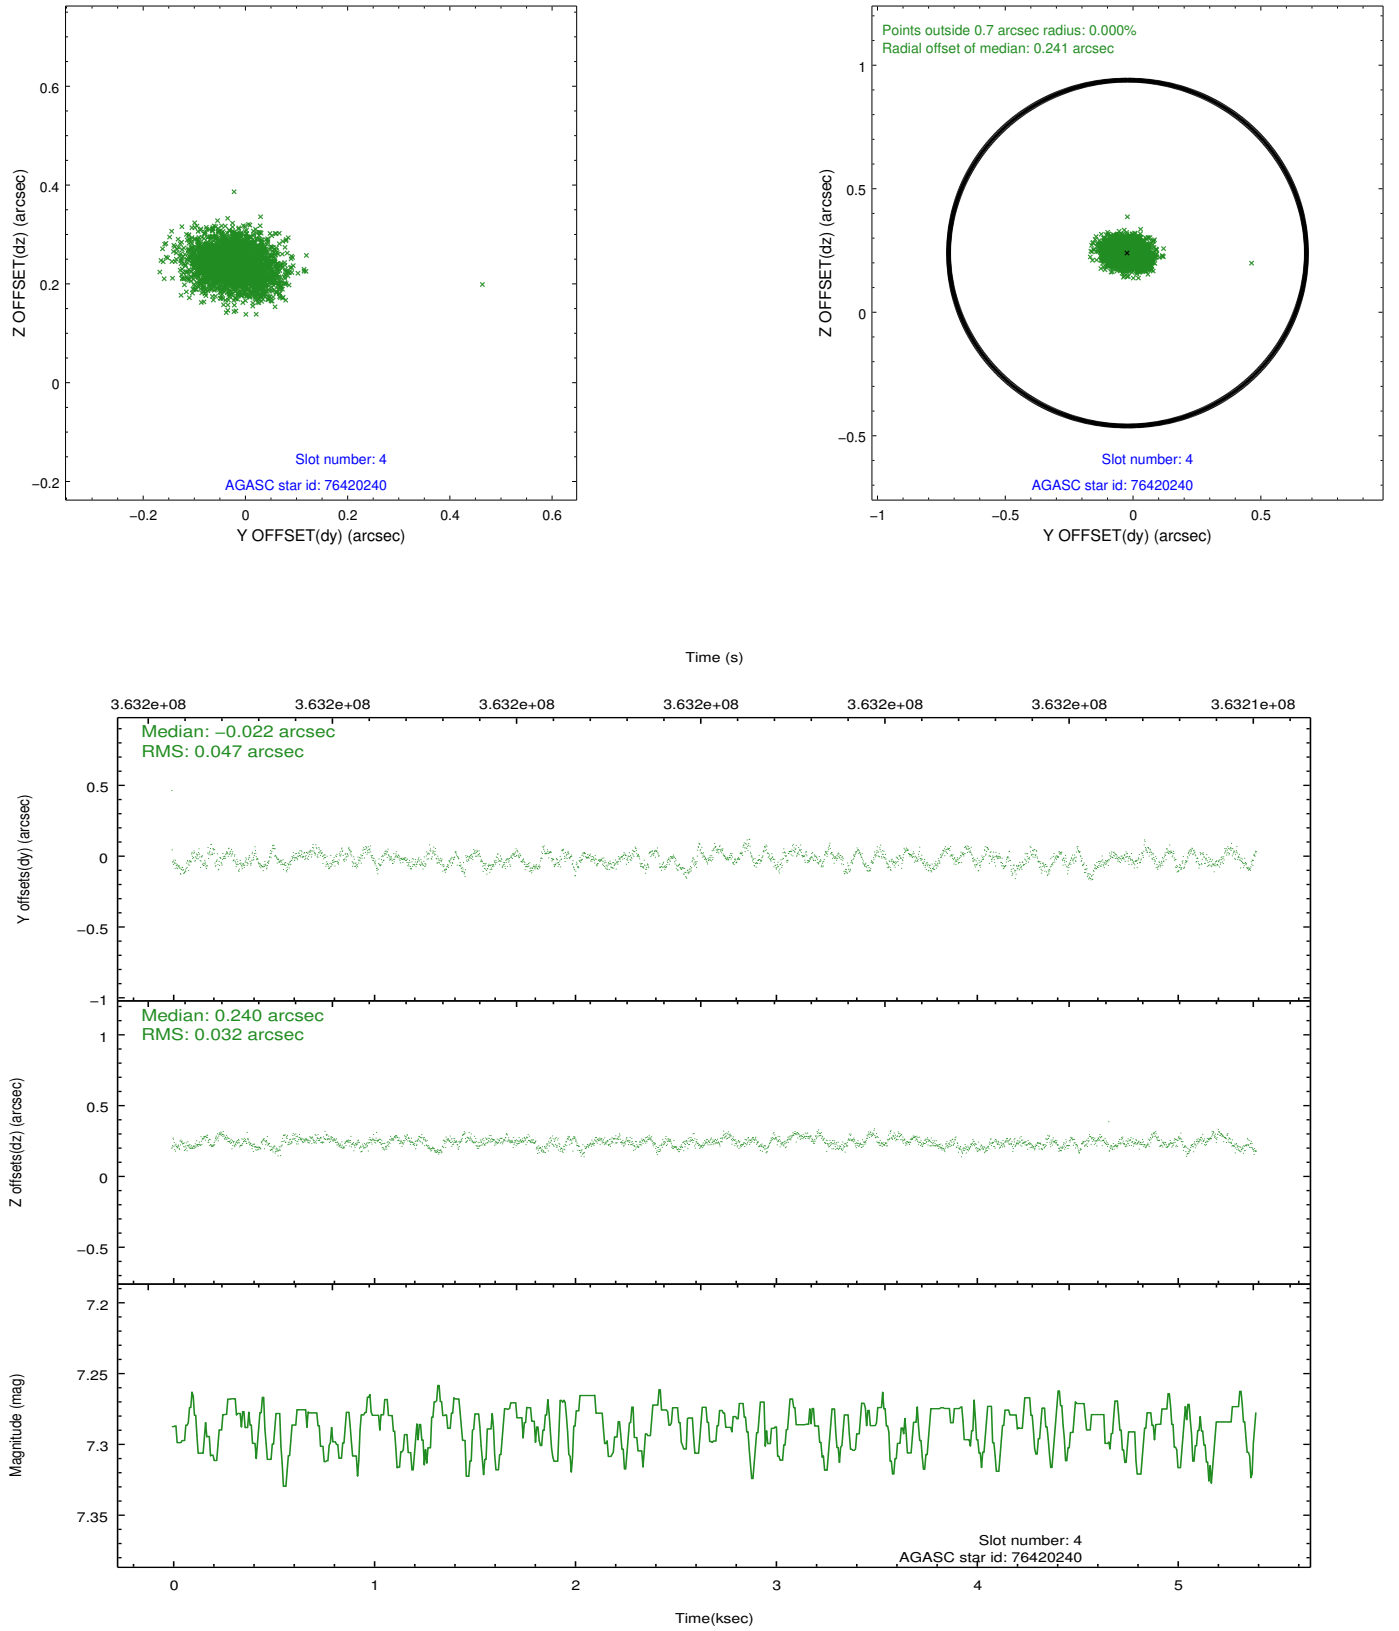 0.6
0.4
0.2
0
−0.2
Z OFFSET(dz) (arcsec)
−0.2 0 0.2 0.4 0.6
Y OFFSET(dy) (arcsec)
Slot number: 4
AGASC star id: 76420240
Points outside 0.7 arcsec radius: 0.000%
Radial offset of median: 0.241 arcsec
1
0.5
0
−0.5
Z OFFSET(dz) (arcsec)
−1 −0.5 0 0.5
Y OFFSET(dy) (arcsec)
Slot number: 4
AGASC star id: 76420240
Time (s)
3.632e+08 3.632e+08 3.632e+08 3.632e+08 3.632e+08 3.632e+08 3.6321e+08
Median: −0.022 arcsec
RMS: 0.047 arcsec
0.5
0
−0.5
−1
Y offsets(dy) (arcsec)
Median: 0.240 arcsec
RMS: 0.032 arcsec
1
0.5
0
−0.5
Z offsets(dz) (arcsec)
7.2
7.25
7.3
7.35
Magnitude (mag)
Slot number: 4
AGASC star id: 76420240
0 1 2 3 4 5
Time(ksec)